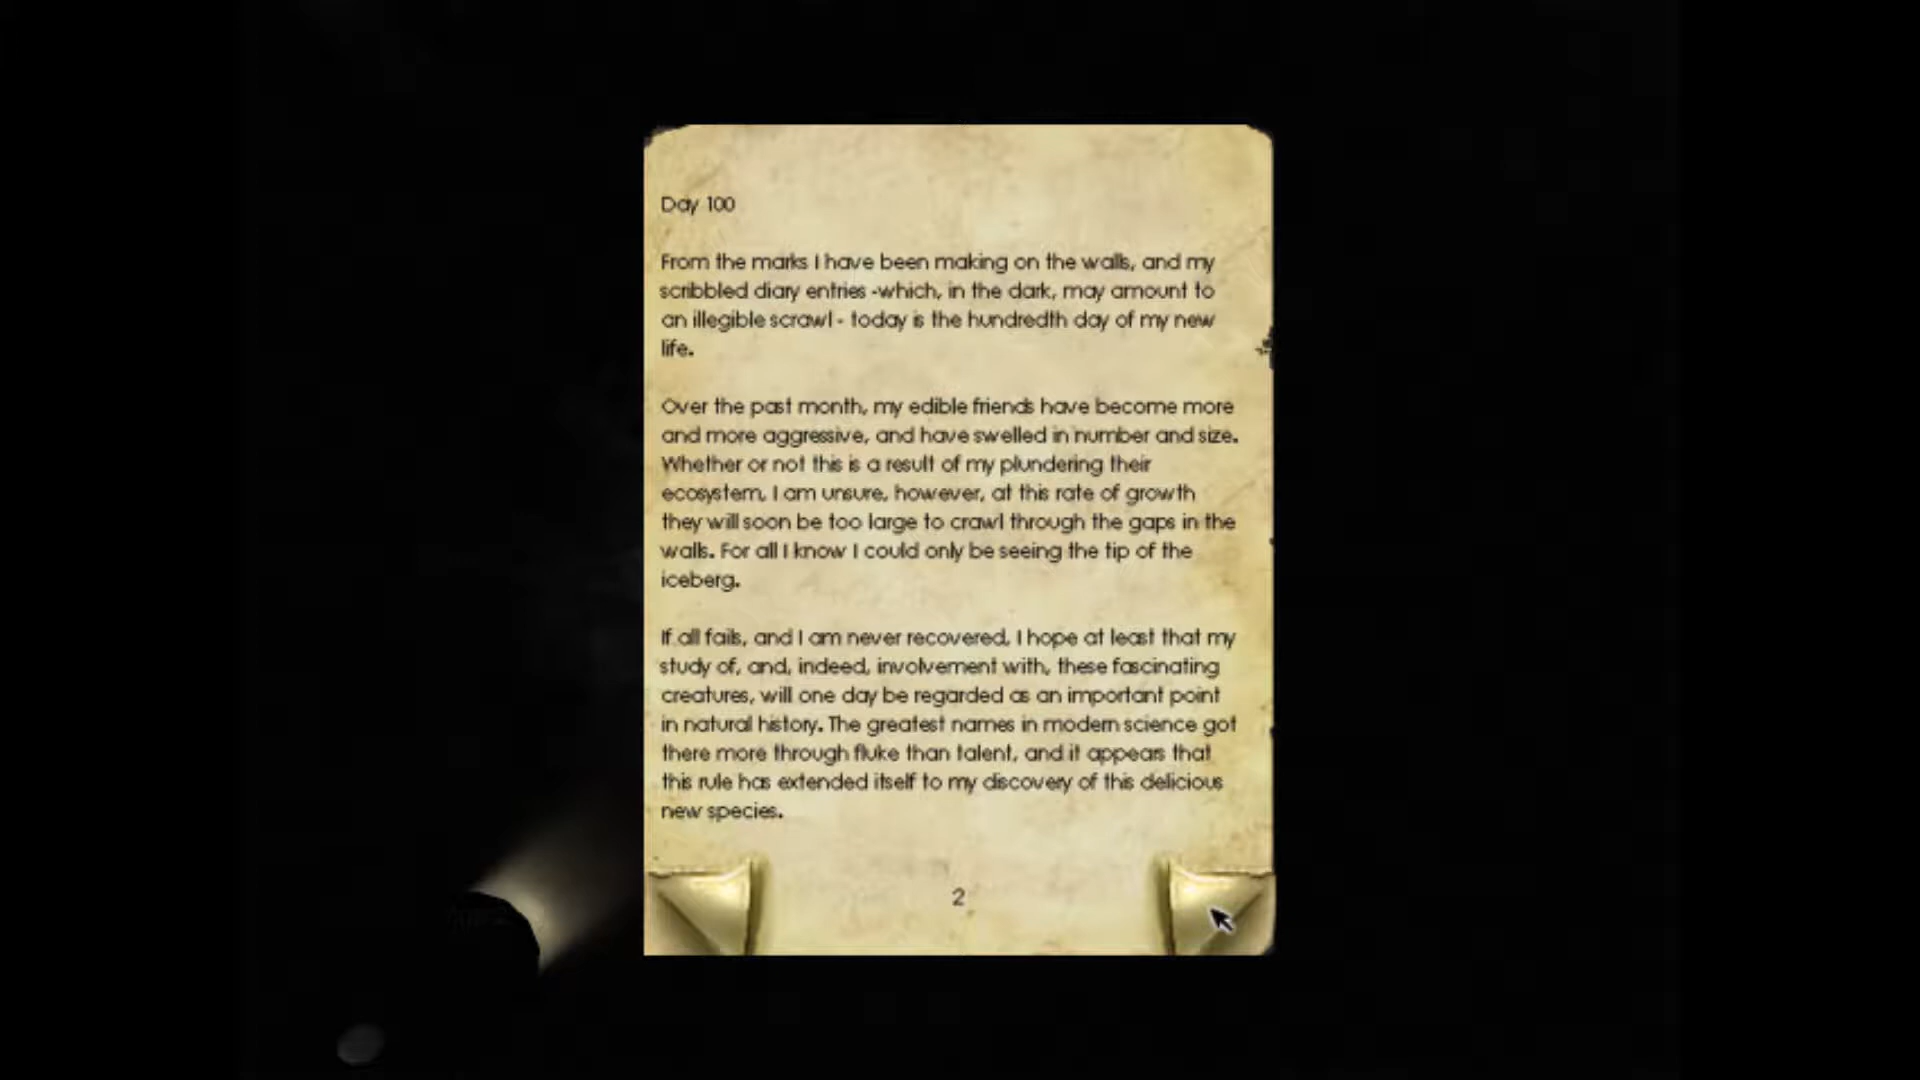 Day 100
From the marks I have been making on the walls, and my
scribbled diary entries -which, in the dark, may amount to
an illegible scrawl - today is the hundredth day of my new
life.
Over the past month, my edible friends have become more
and more aggressive, and have swelled in number and size.
Whether or not this is a result of my plundering their
ecosystem, I am unsure, however, at this rate of growth
they will soon be too large to crawl through the gaps in the
walls. For all I know I could only be seeing the tip of the
iceberg.
If all fails, and I am never recovered, I hope at least that my
study of, and, indeed, involvement with, these fascinating
creatures, will one day be regarded as an important point
in natural history. The greatest names in modern science got
there more through fluke than talent, and it appears that
this rule has extended itself to my discovery of this delicious
new species.
2